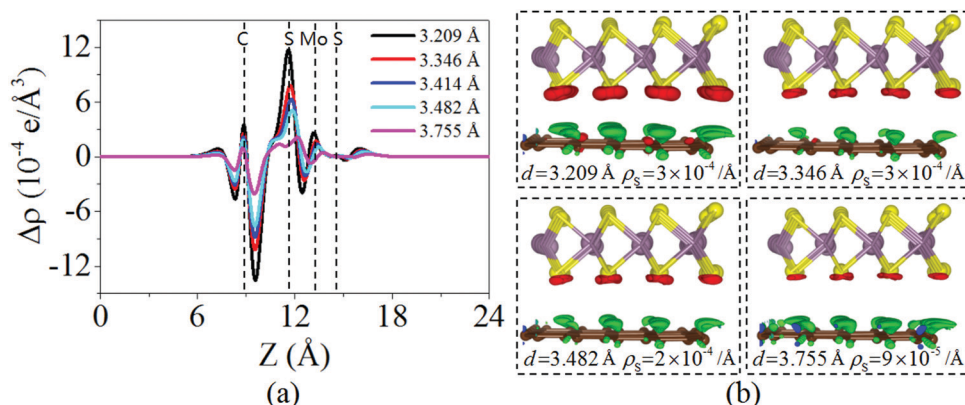 12
6
0
-6
-12
Δρ (10⁻⁴ e/Å³)
C S Mo S
3.209 Å
3.346 Å
3.414 Å
3.482 Å
3.755 Å
0 6 12 18 24
Z (Å)
(a)
d=3.209 Å ρS=3×10⁻⁴/Å
d=3.346 Å ρS=3×10⁻⁴/Å
d=3.482 Å ρS=2×10⁻⁴/Å
d=3.755 Å ρS=9×10⁻⁵/Å
(b)